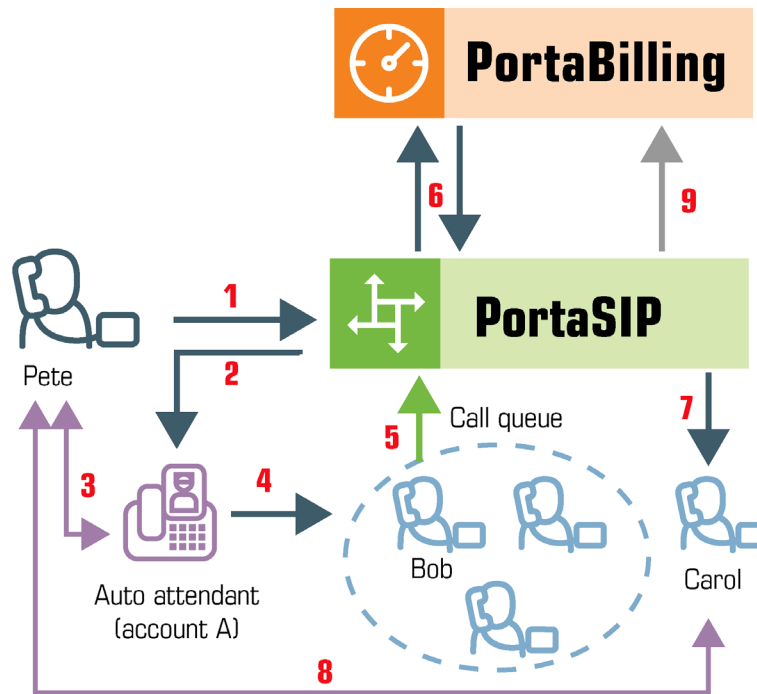 PortaBilling
6
9
1
PortaSIP
2
Pete
7
5
Call queue
3
4
Bob
Carol
Auto attendant
(account A)
8